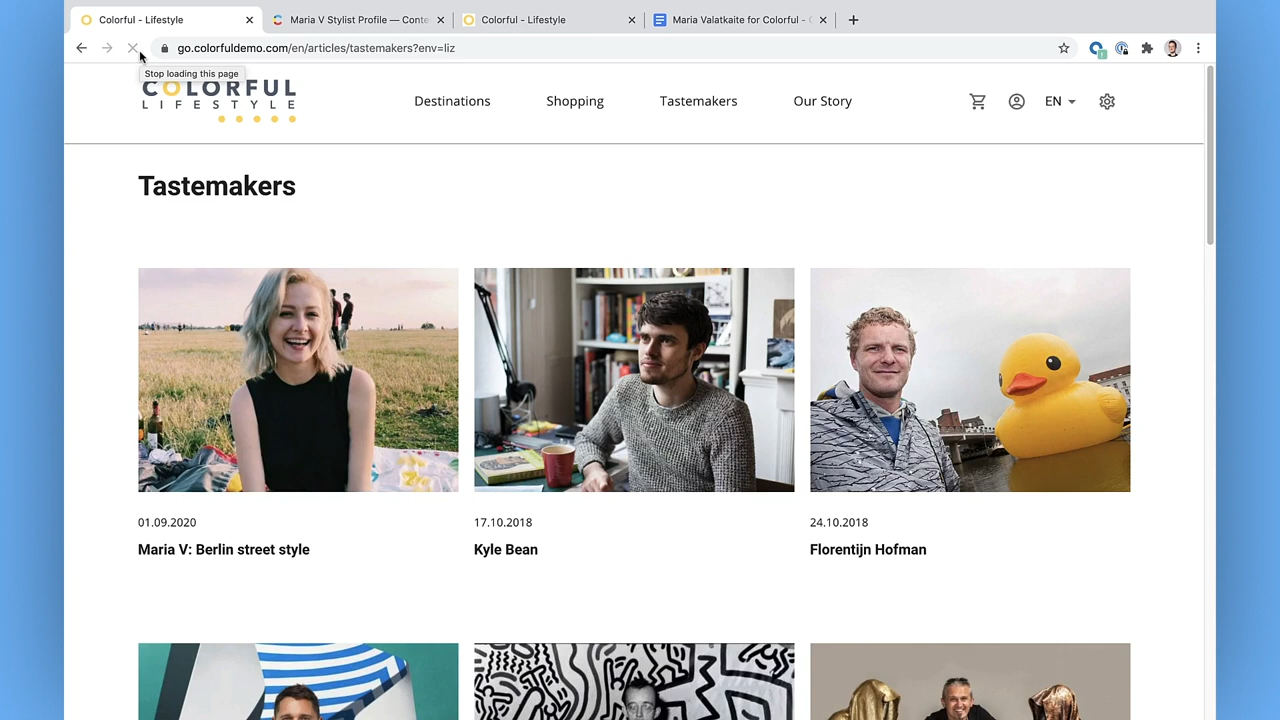 Colorful - Lifestyle
Maria V Stylist Profile — Conte
Colorful - Lifestyle
Maria Valatkaite for Colorful -
go.colorfuldemo.com/en/articles/tastemakers?env=liz
Stop loading this page
COLORFUL
LIFESTYLE
Destinations
Shopping
Tastemakers
Our Story
EN
Tastemakers
01.09.2020
Maria V: Berlin street style
17.10.2018
Kyle Bean
24.10.2018
Florentijn Hofman